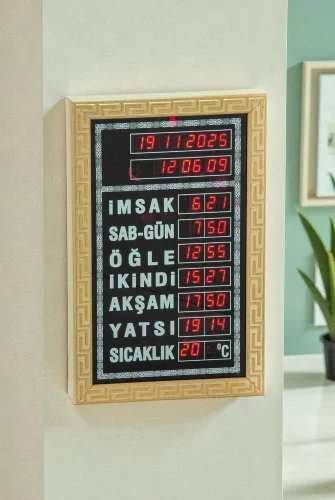 19 11 2025
12 06 09
İMSAK 6 21
SAB-GÜN 7 50
ÖĞLE 12 55
İKİNDİ 15 27
AKŞAM 17 50
YATSI 19 14
SICAKLIK 20 °C